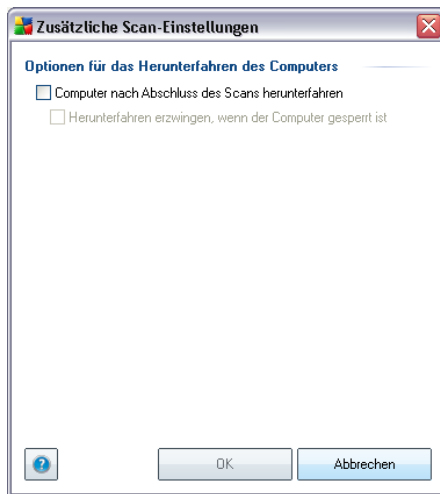 Zusätzliche Scan-Einstellungen
Optionen für das Herunterfahren des Computers
Computer nach Abschluss des Scans herunterfahren
Herunterfahren erzwingen, wenn der Computer gesperrt ist
?
OK
Abbrechen